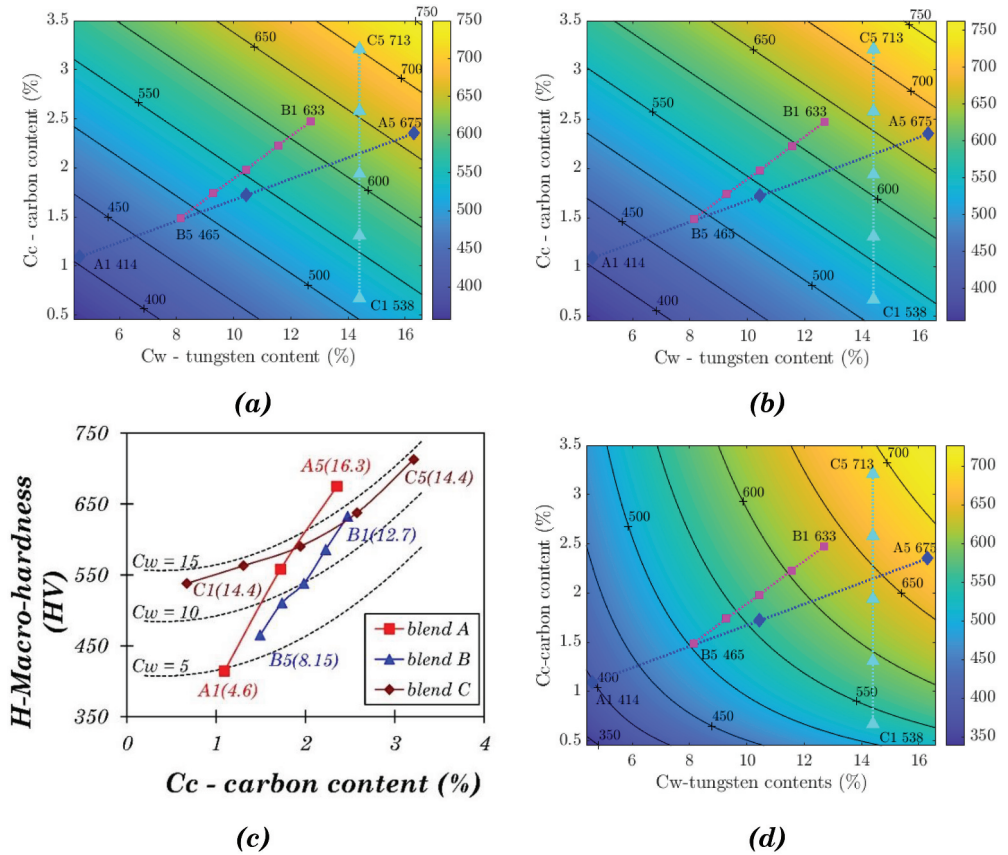 3.5
3
2.5
2
1.5
1
0.5
Cc - carbon content (%)
750
C5 713
650
700
550
B1 633
A5 675
600
450
B5 465
A1 414
500
400
C1 538
6 8 10 12 14 16
Cw - tungsten content (%)
750
700
650
600
550
500
450
400
(a)
3.5
3
2.5
2
1.5
1
0.5
Cc - carbon content (%)
750
C5 713
650
700
550
B1 633
A5 675
600
450
B5 465
A1 414
500
400
C1 538
6 8 10 12 14 16
Cw - tungsten content (%)
750
700
650
600
550
500
450
400
(b)
750
650
550
450
350
H-Macro-hardness
(HV)
A5(16.3)
C5(14.4)
Cw = 15
B1(12.7)
C1(14.4)
Cw = 10
Cw = 5
B5(8.15)
A1(4.6)
blend A
blend B
blend C
0 1 2 3 4
Cc - carbon content (%)
(c)
3.5
3
2.5
2
1.5
1
0.5
Cc-carbon content (%)
700
C5 713
500
600
B1 633
A5 675
650
B5 465
400
A1 414
550
450
350
C1 538
6 8 10 12 14 16
Cw-tungsten contents (%)
700
650
600
550
500
450
400
350
(d)